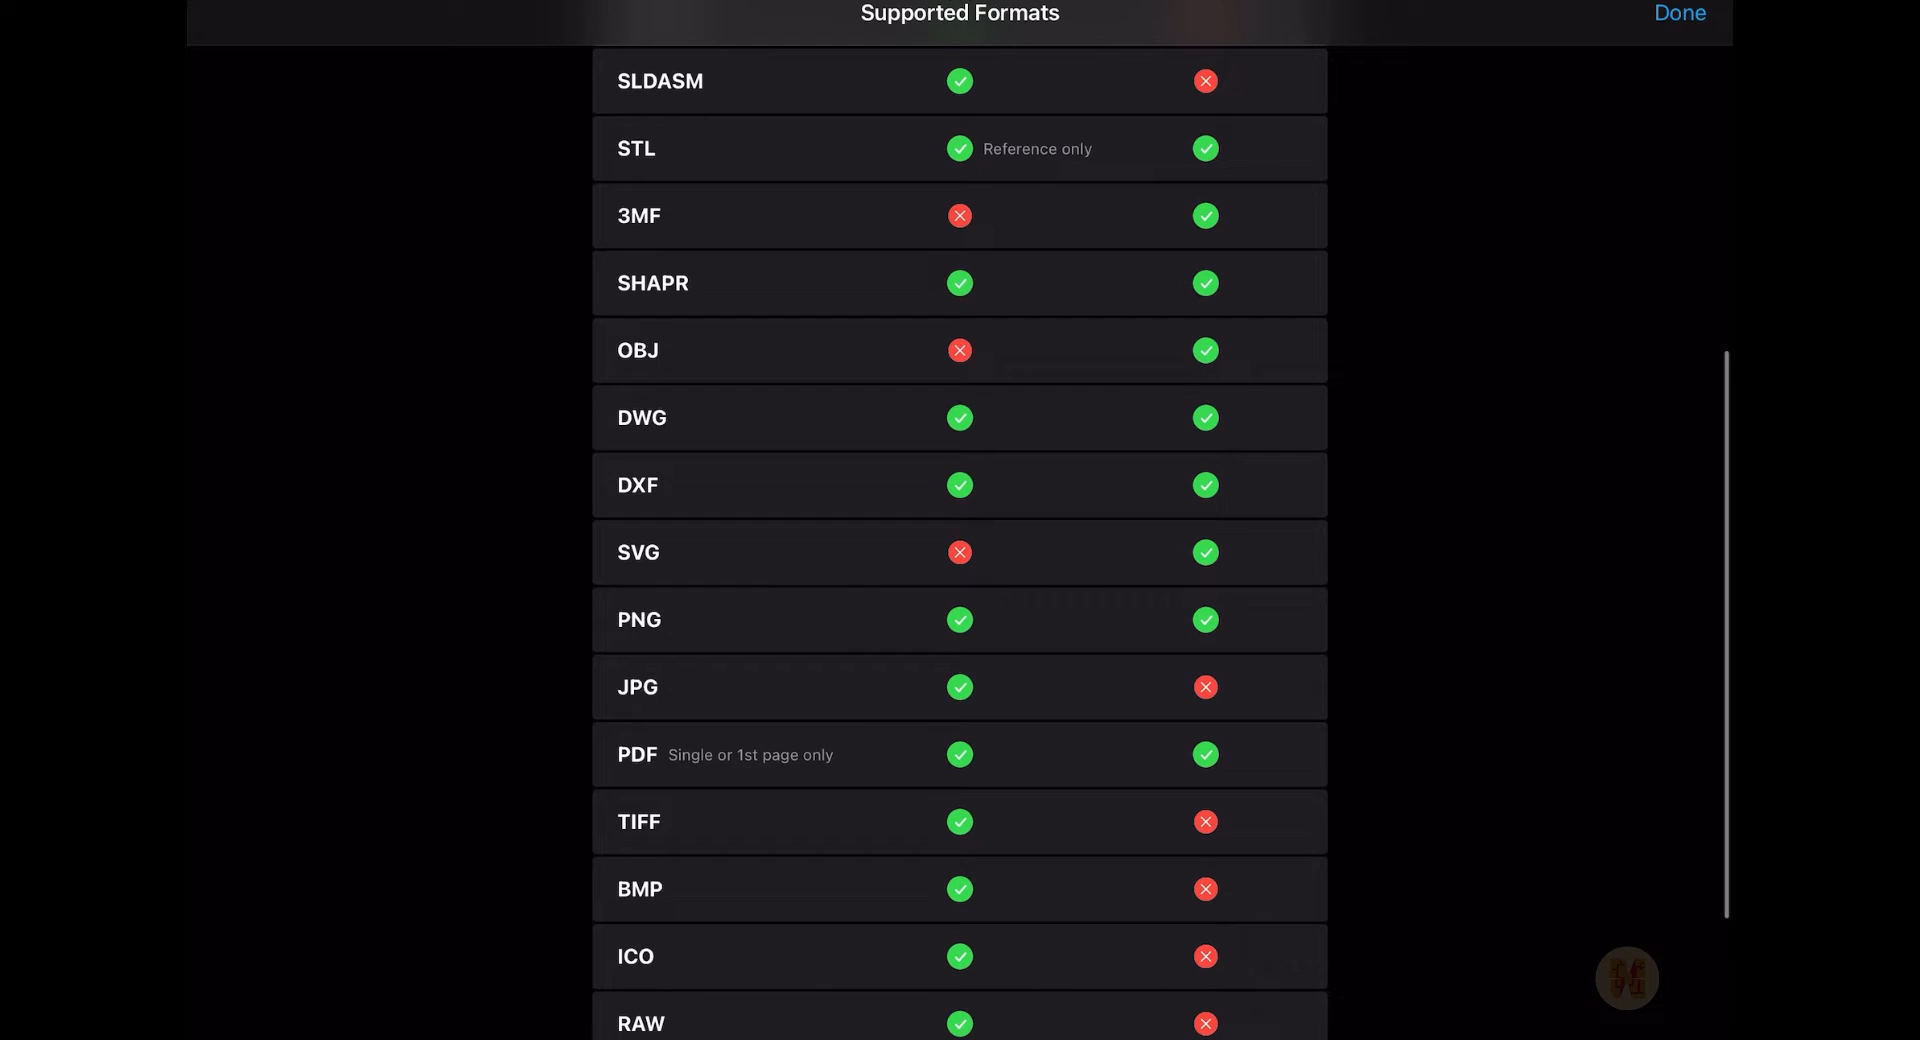 Supported Formats
Done
SLDASM
STL Reference only
3MF
SHAPR
OBJ
DWG
DXF
SVG
PNG
JPG
PDF Single or 1st page only
TIFF
BMP
ICO
RAW